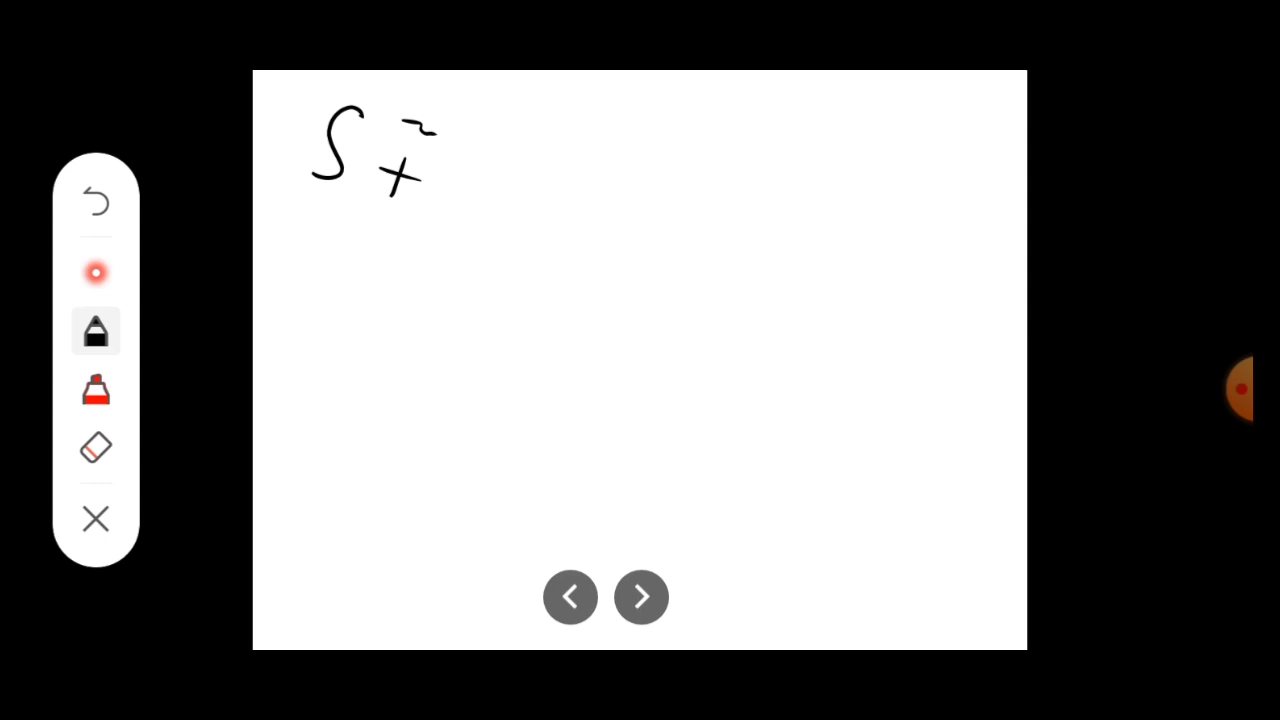 ∫ x²